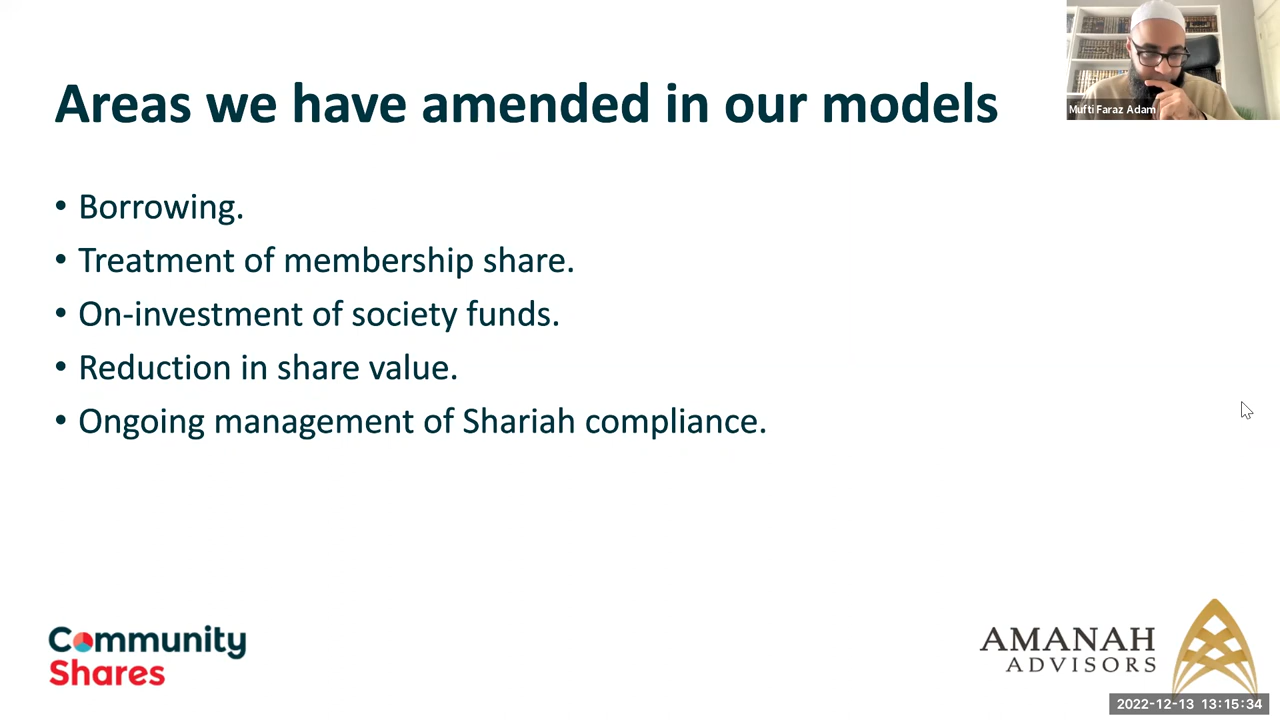 Areas we have amended in our models
Mufti Faraz Adam
• Borrowing.
• Treatment of membership share.
• On-investment of society funds.
• Reduction in share value.
• Ongoing management of Shariah compliance.
Community
Shares
AMANAH
ADVISORS
2022-12-13 13:15:34